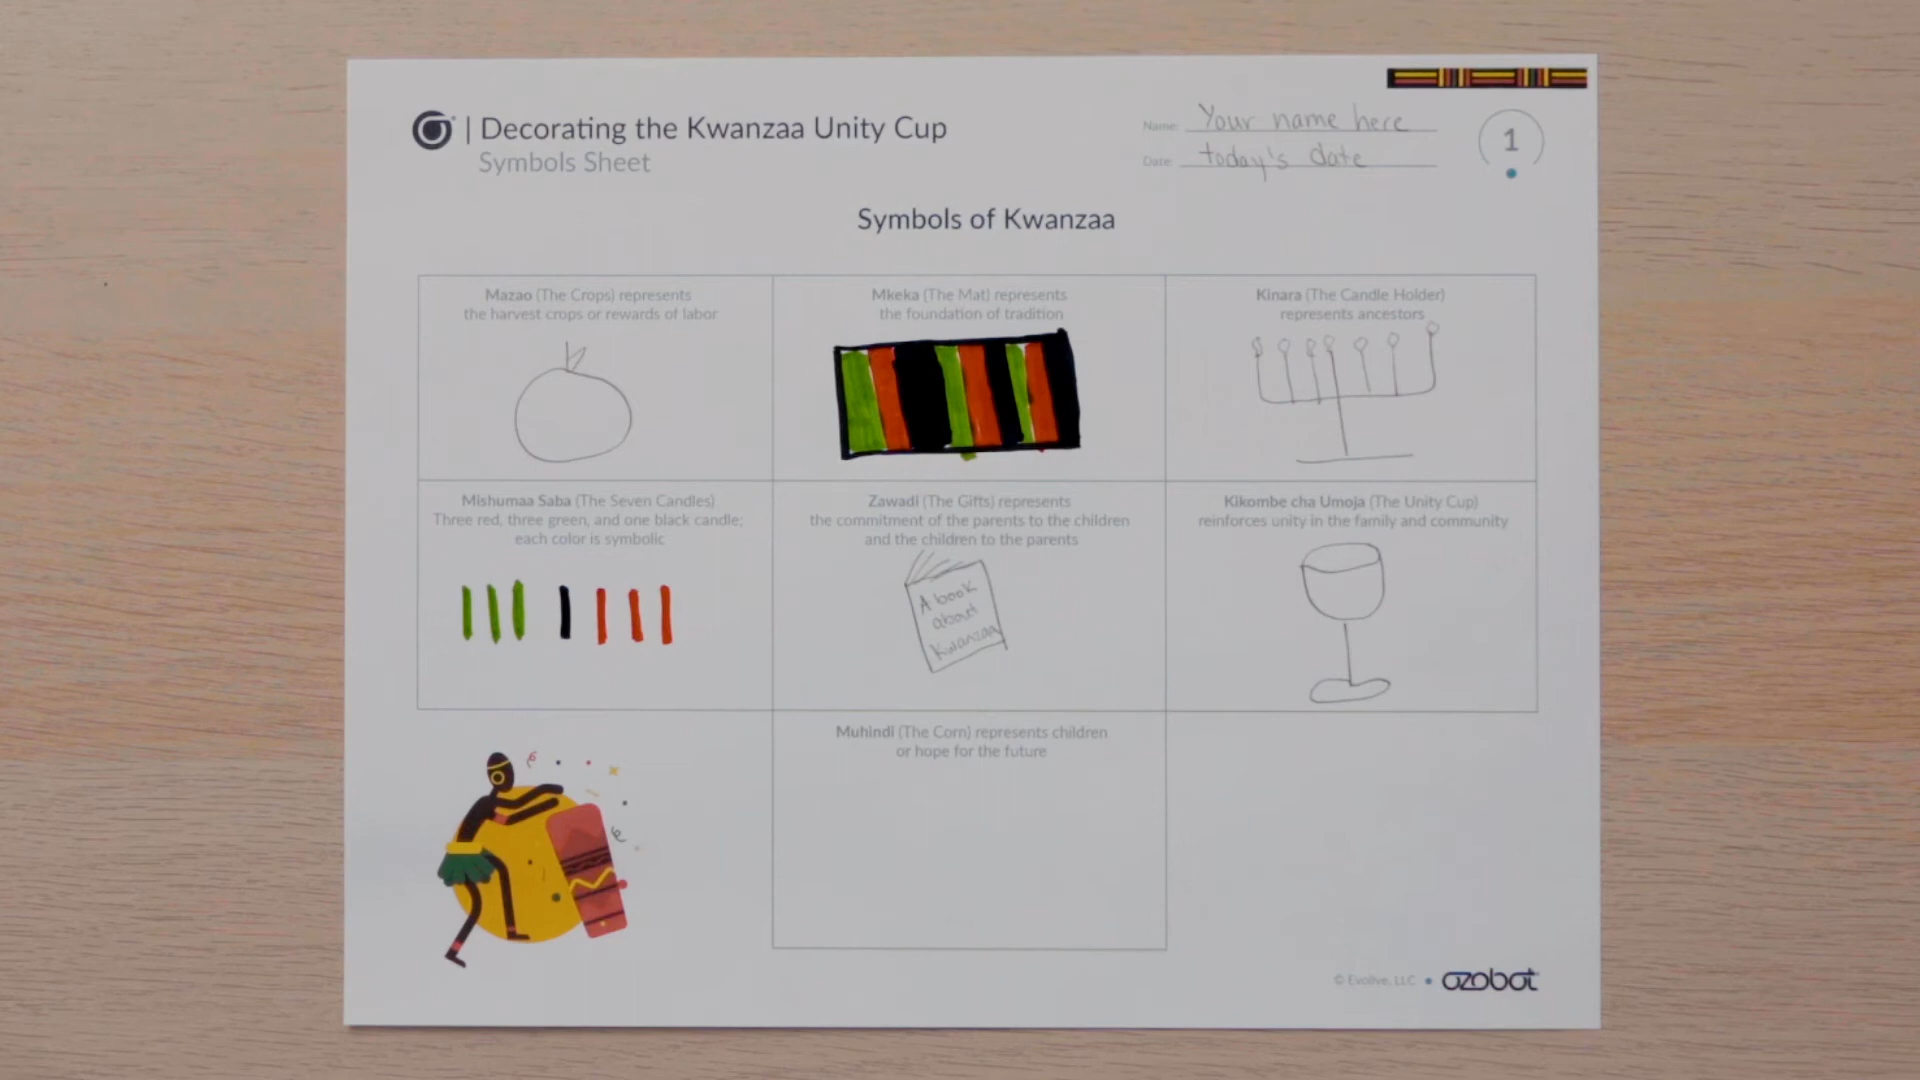 | Decorating the Kwanzaa Unity Cup
Symbols Sheet
Name: Your name here
Date: today's date
1
Symbols of Kwanzaa
Mazao (The Crops) represents
the harvest crops or rewards of labor
Mkeka (The Mat) represents
the foundation of tradition
Kinara (The Candle Holder)
represents ancestors
Mishumaa Saba (The Seven Candles)
Three red, three green, and one black candle;
each color is symbolic
Zawadi (The Gifts) represents
the commitment of the parents to the children
and the children to the parents
A book
about
Kwanzaa
Kikombe cha Umoja (The Unity Cup)
reinforces unity in the family and community
Muhindi (The Corn) represents children
or hope for the future
© Evollve, LLC • ozobot